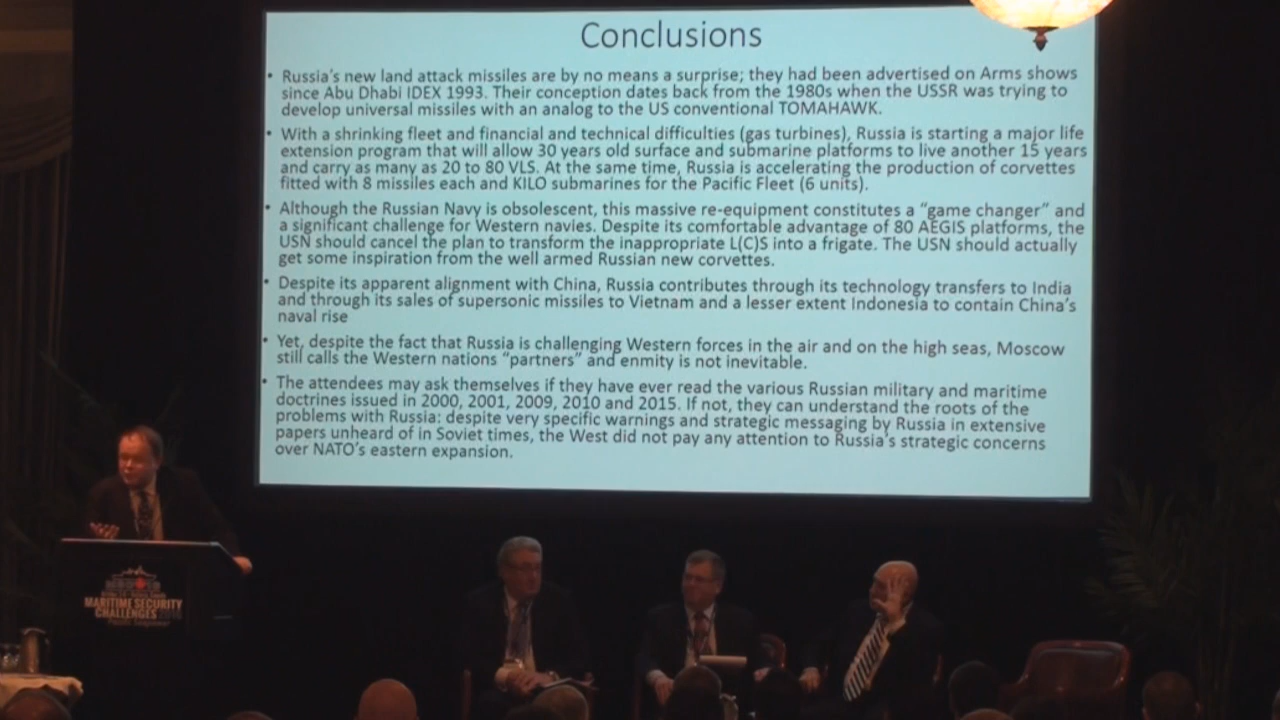 Conclusions
• Russia's new land attack missiles are by no means a surprise; they had been advertised on Arms shows
since Abu Dhabi IDEX 1993. Their conception dates back from the 1980s when the USSR was trying to
develop universal missiles with an analog to the US conventional TOMAHAWK.
• With a shrinking fleet and financial and technical difficulties (gas turbines), Russia is starting a major life
extension program that will allow 30 years old surface and submarine platforms to live another 15 years
and carry as many as 20 to 80 VLS. At the same time, Russia is accelerating the production of corvettes
fitted with 8 missiles each and KILO submarines for the Pacific Fleet (6 units).
• Although the Russian Navy is obsolescent, this massive re-equipment constitutes a "game changer" and
a significant challenge for Western navies. Despite its comfortable advantage of 80 AEGIS platforms, the
USN should cancel the plan to transform the inappropriate L(C)S into a frigate. The USN should actually
get some inspiration from the well armed Russian new corvettes.
• Despite its apparent alignment with China, Russia contributes through its technology transfers to India
and through its sales of supersonic missiles to Vietnam and a lesser extent Indonesia to contain China's
naval rise
• Yet, despite the fact that Russia is challenging Western forces in the air and on the high seas, Moscow
still calls the Western nations "partners" and enmity is not inevitable.
• The attendees may ask themselves if they have ever read the various Russian military and maritime
doctrines issued in 2000, 2001, 2009, 2010 and 2015. If not, they can understand the roots of the
problems with Russia: despite very specific warnings and strategic messaging by Russia in extensive
papers unheard of in Soviet times, the West did not pay any attention to Russia's strategic concerns
over NATO's eastern expansion.
MARITIME SECURITY
CHALLENGES